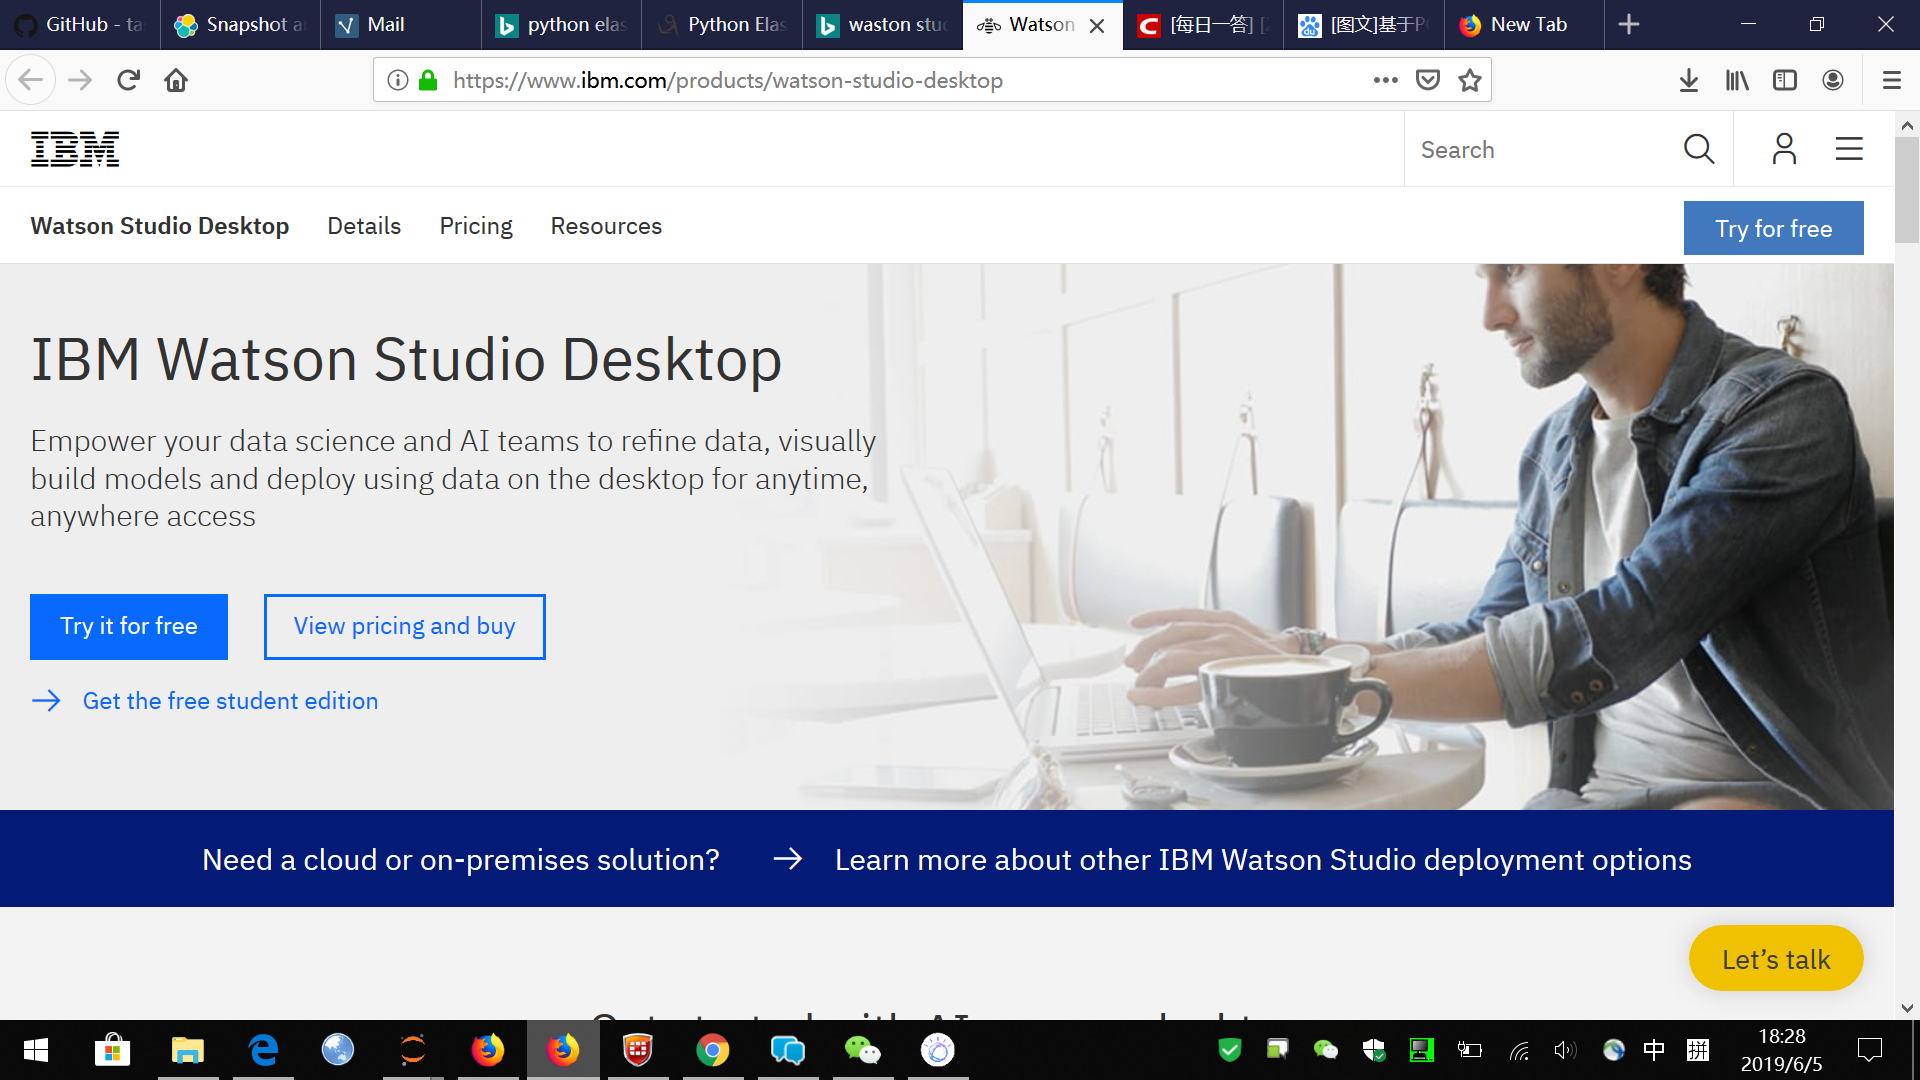 GitHub - ta
Snapshot a
Mail
python elas
Python Elas
waston stu
Watson
[每日一答] [
[图文]基于P
New Tab
https://www.ibm.com/products/watson-studio-desktop
IBM
Search
Watson Studio Desktop
Details
Pricing
Resources
Try for free
IBM Watson Studio Desktop
Empower your data science and AI teams to refine data, visually
build models and deploy using data on the desktop for anytime,
anywhere access
Try it for free
View pricing and buy
Get the free student edition
Need a cloud or on-premises solution?
Learn more about other IBM Watson Studio deployment options
Let’s talk
中
拼
18:28
2019/6/5